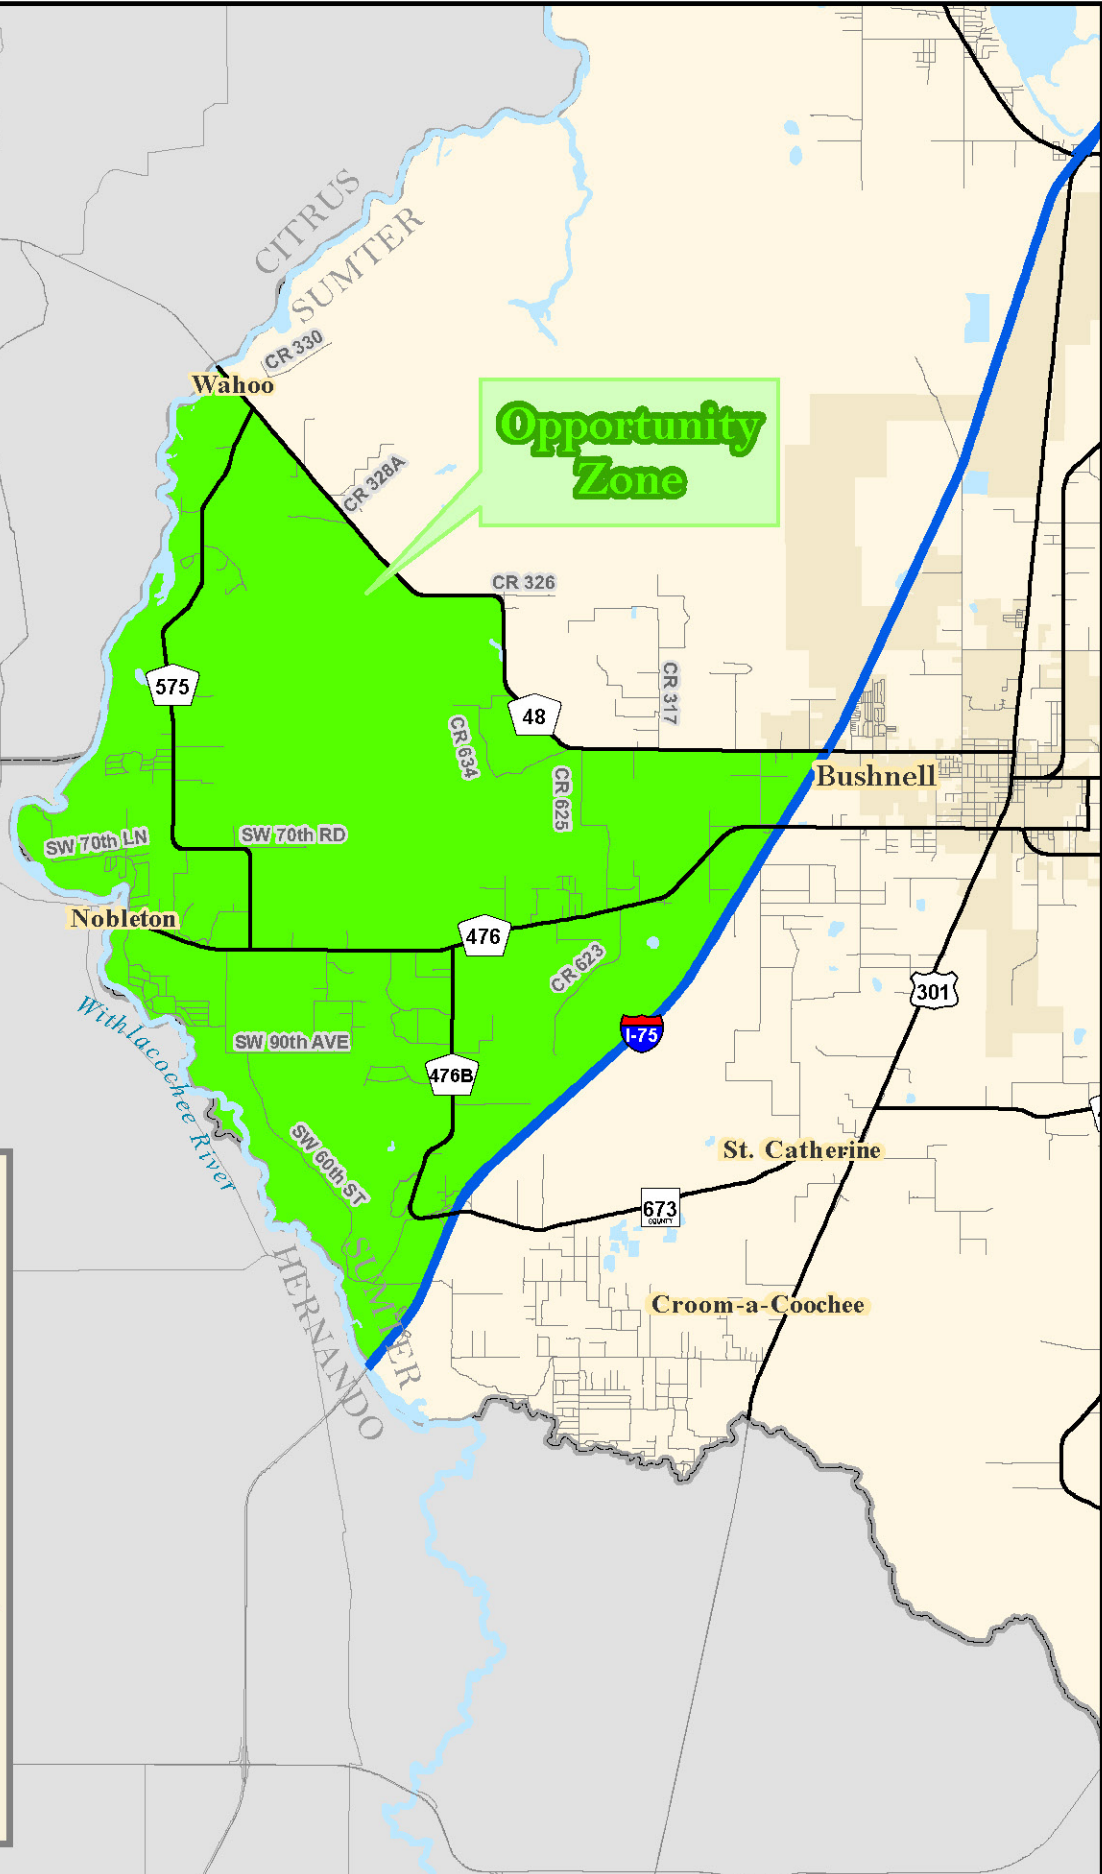 CITRUS
SUMTER
CR 330
Wahoo
Opportunity
Zone
CR 328A
CR 326
575
CR 317
48
CR 634
CR 625
Bushnell
SW 70th LN
SW 70th RD
Nobleton
476
CR 623
301
Withlacochee River
SW 90th AVE
I-75
476B
SW 60th ST
St. Catherine
673
COUNTY
SUMTER
HERNANDO
Croom-a-Coochee